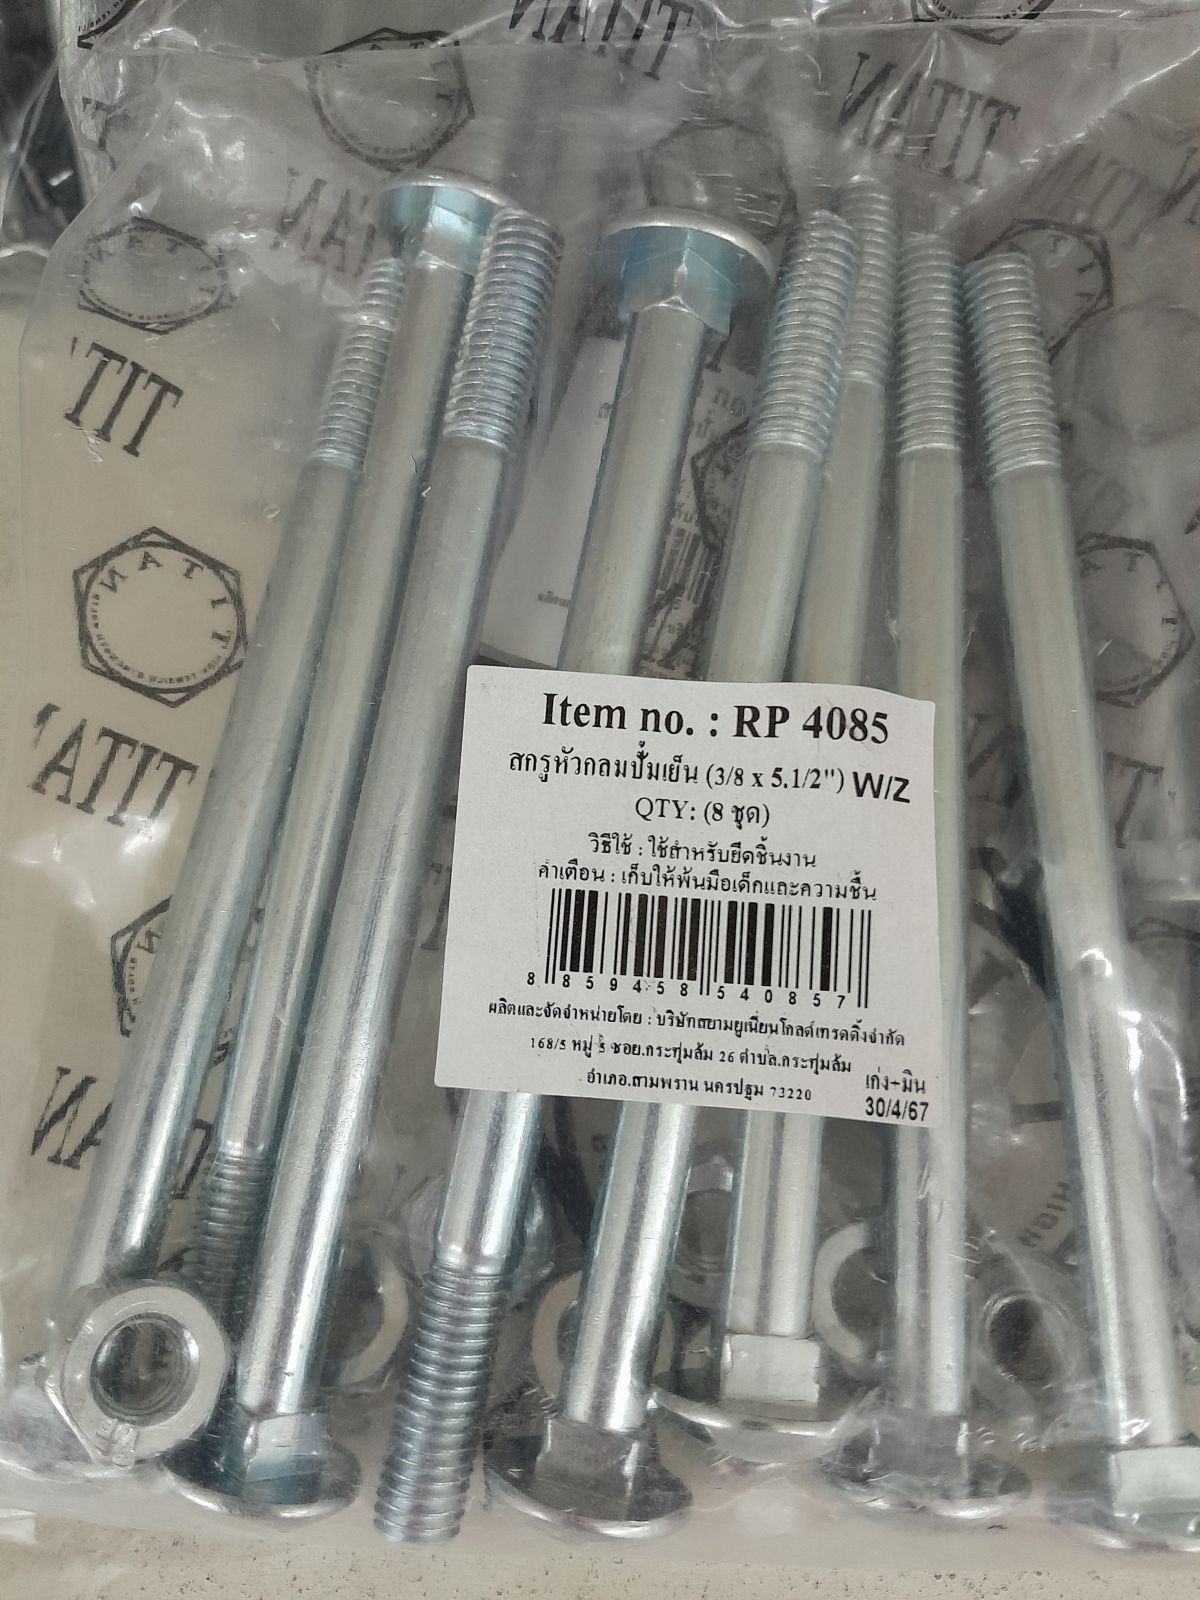 TITAN
TITAN
TITAN
TITAN
TITAN
HIGH TENSILE STRENGTH
TITAN
Item no. : RP 4085
สกรูหัวกลมปั๊มเย็น (3/8 x 5.1/2") W/Z
QTY: (8 ชุด)
วิธีใช้ : ใช้สำหรับยึดชิ้นงาน
คำเตือน : เก็บให้พ้นมือเด็กและความชื้น
8 859458 540857
ผลิตและจัดจำหน่ายโดย : บริษัทสยามยูเนี่ยนโกลด์เทรดดิ้งจำกัด
168/5 หมู่ 5 ซอย.กระทุ่มล้ม 26 ตำบล.กระทุ่มล้ม
อำเภอ.สามพราน นครปฐม 73220
เก่ง+มิน
30/4/67